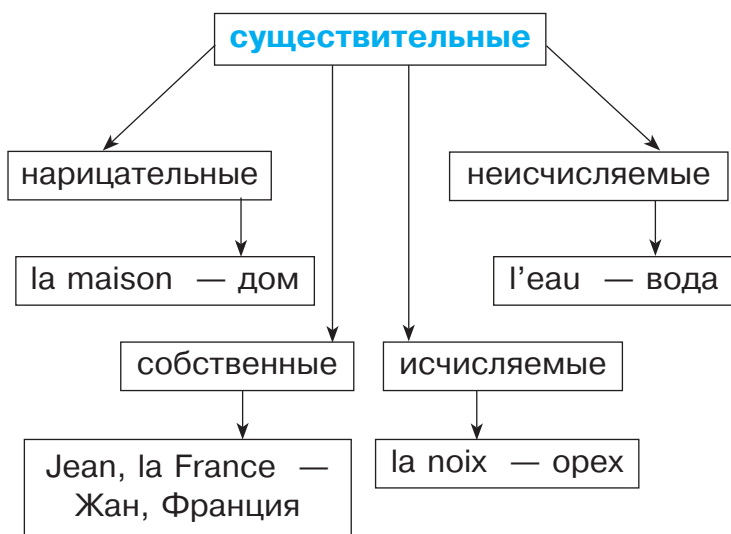 существительные
нарицательные
неисчисляемые
la maison — дом
l’eau — вода
собственные
исчисляемые
Jean, la France —
Жан, Франция
la noix — орех